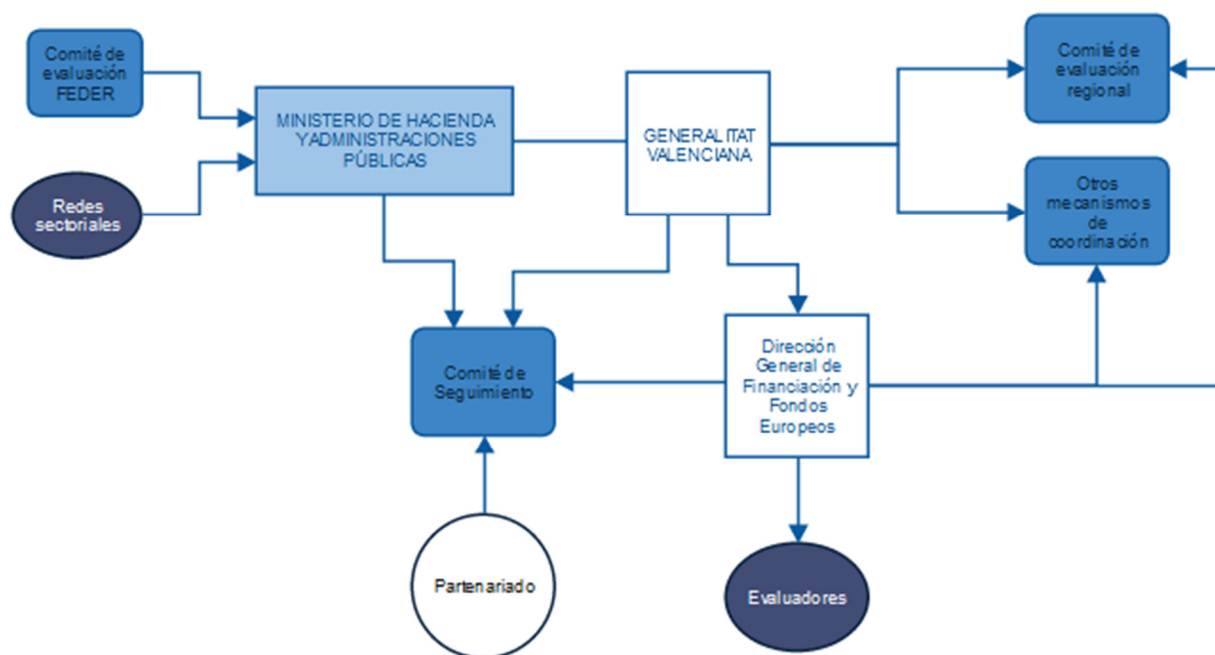 Comité de
evaluación
FEDER
MINISTERIO DE HACIENDA
YADMINISTRACIONES
PÚBLICAS
GENERALITAT
VALENCIANA
Comité de
evaluación
regional
Redes
sectoriales
Otros
mecanismos
de
coordinación
Comité de
Seguimiento
Dirección
General de
Financiación y
Fondos
Europeos
Partenariado
Evaluadores